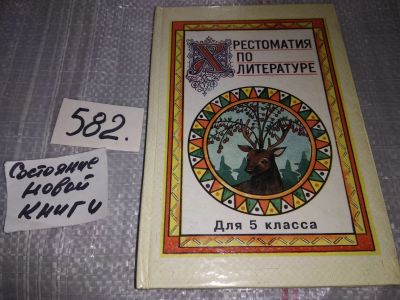 ХРЕСТОМАТИЯ
ПО
ЛИТЕРАТУРЕ
Для 5 класса
582.
Состояние
новой
книги